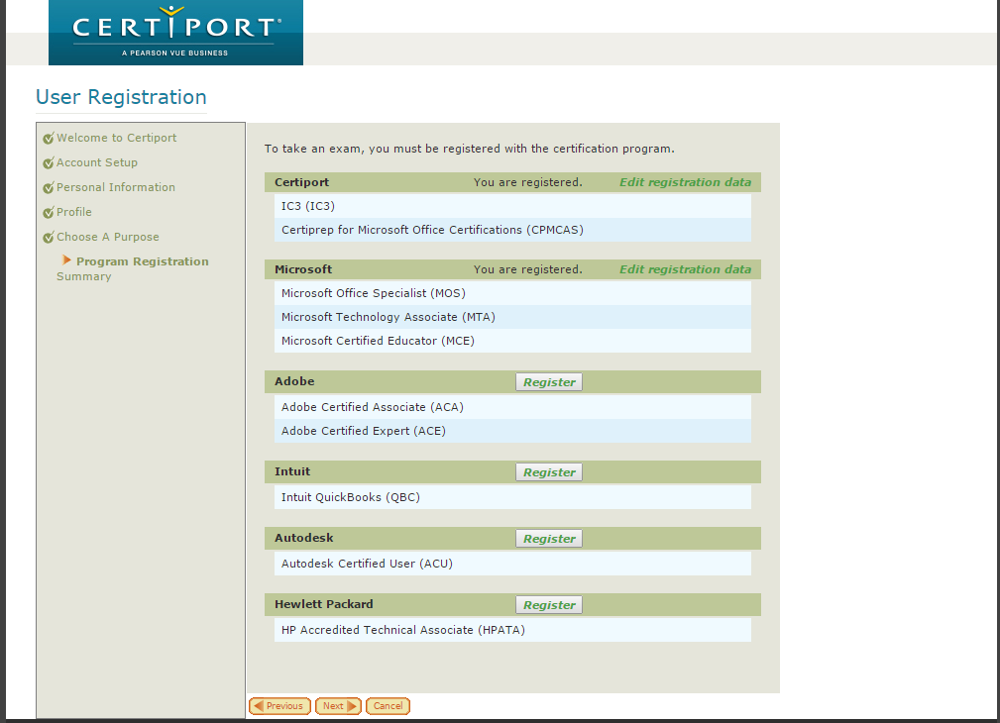 CERTIPORT®
A PEARSON VUE BUSINESS
User Registration
Welcome to Certiport
Account Setup
Personal Information
Profile
Choose A Purpose
Program Registration
Summary
To take an exam, you must be registered with the certification program.
Certiport You are registered. Edit registration data
IC3 (IC3)
Certiprep for Microsoft Office Certifications (CPMCAS)
Microsoft You are registered. Edit registration data
Microsoft Office Specialist (MOS)
Microsoft Technology Associate (MTA)
Microsoft Certified Educator (MCE)
Adobe Register
Adobe Certified Associate (ACA)
Adobe Certified Expert (ACE)
Intuit Register
Intuit QuickBooks (QBC)
Autodesk Register
Autodesk Certified User (ACU)
Hewlett Packard Register
HP Accredited Technical Associate (HPATA)
Previous Next Cancel